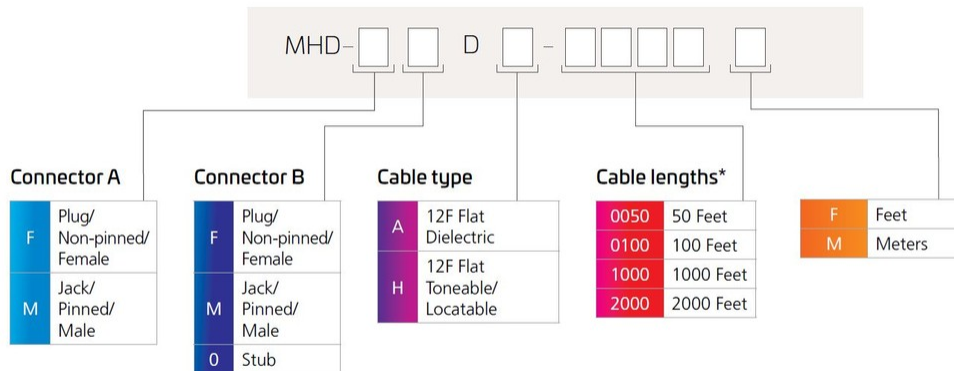 MHD- D -
Connector A
F Plug/
Non-pinned/
Female
M Jack/
Pinned/
Male
Connector B
F Plug/
Non-pinned/
Female
M Jack/
Pinned/
Male
0 Stub
Cable type
A 12F Flat
Dielectric
H 12F Flat
Toneable/
Locatable
Cable lengths*
0050 50 Feet
0100 100 Feet
1000 1000 Feet
2000 2000 Feet
F Feet
M Meters